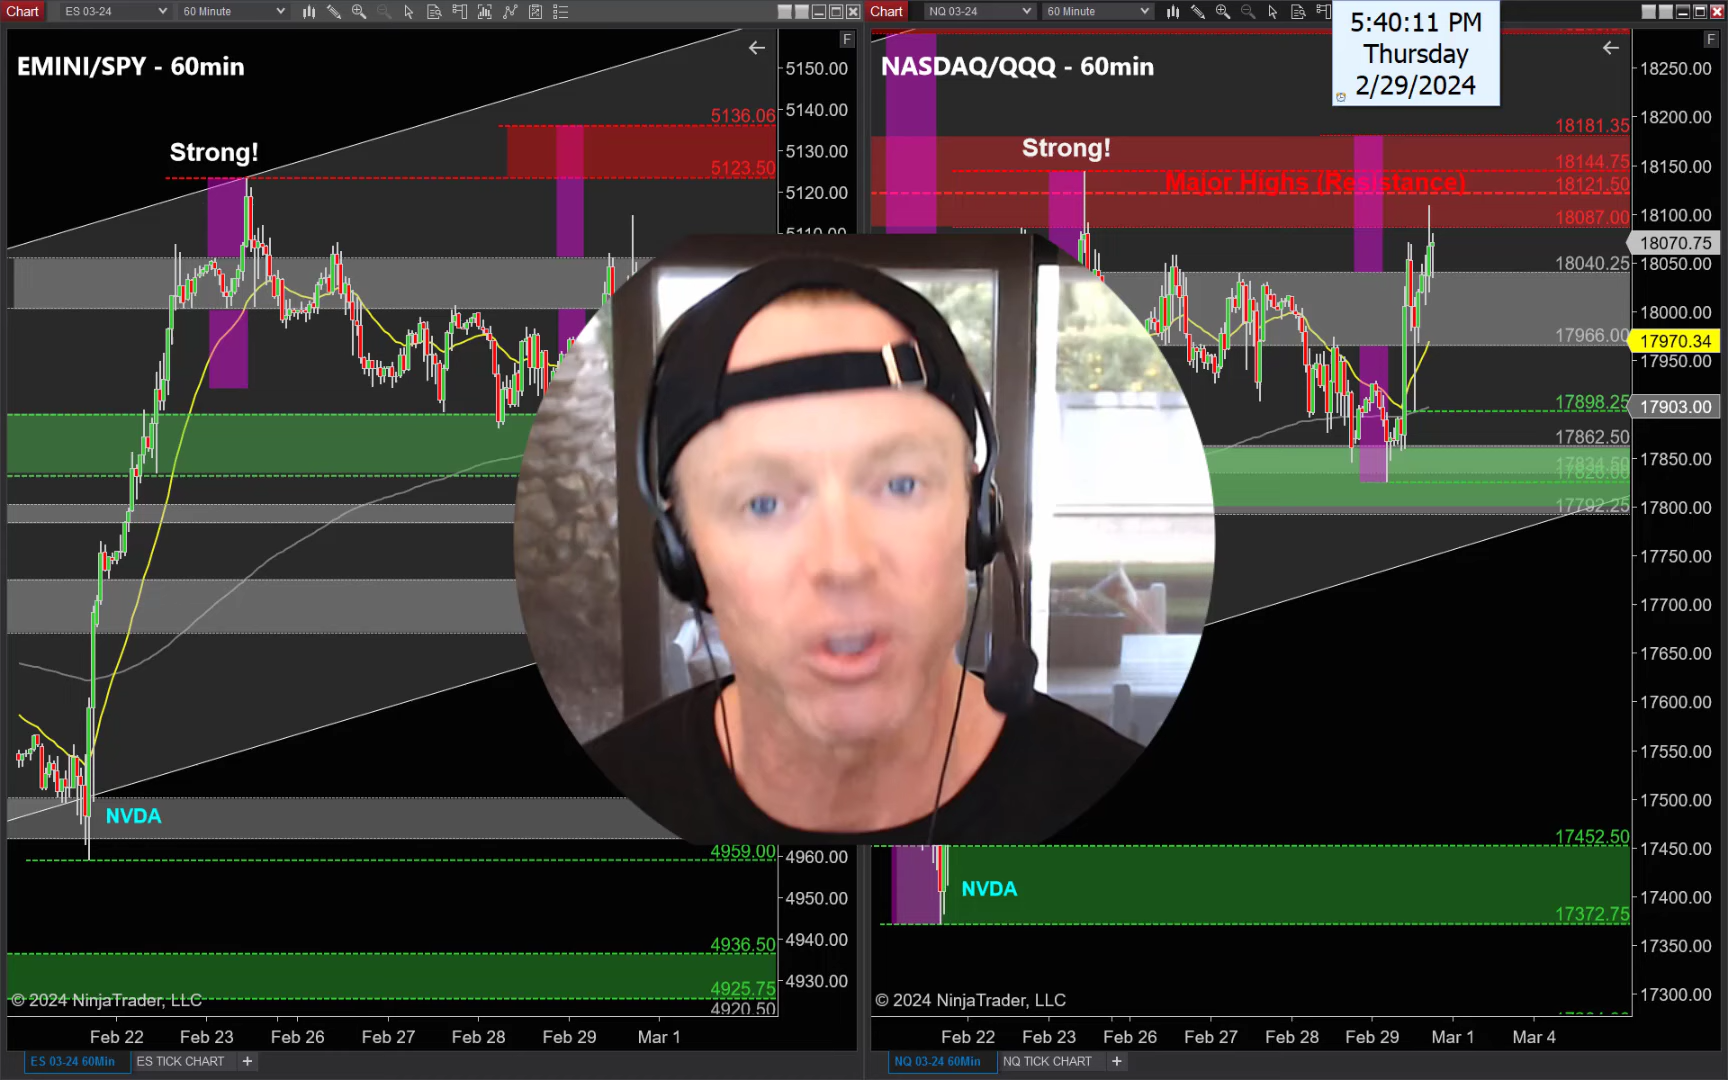 Chart
ES 03-24
60 Minute
Chart
NQ 03-24
60 Minute
5:40:11 PM
Thursday
2/29/2024
EMINI/SPY - 60min
F
5150.00
5140.00
5136.06
5130.00
Strong!
5123.50
5120.00
5110.00
NVDA
4959.00
4960.00
4950.00
4936.50
4940.00
4925.75
4930.00
4920.50
© 2024 NinjaTrader, LLC
Feb 22
Feb 23
Feb 26
Feb 27
Feb 28
Feb 29
Mar 1
ES 03-24 60Min
ES TICK CHART
+
NASDAQ/QQQ - 60min
F
18250.00
18200.00
18181.35
Strong!
18144.75
18150.00
Major Highs (Resistance)
18121.50
18087.00
18100.00
18070.75
18040.25
18050.00
18000.00
17966.00
17970.34
17950.00
17898.25
17903.00
17862.50
17850.00
17834.50
17792.25
17800.00
17750.00
17700.00
17650.00
17600.00
17550.00
17500.00
17452.50
17450.00
NVDA
17400.00
17372.75
17350.00
17300.00
© 2024 NinjaTrader, LLC
Feb 22
Feb 23
Feb 26
Feb 27
Feb 28
Feb 29
Mar 1
Mar 4
NQ 03-24 60Min
NQ TICK CHART
+